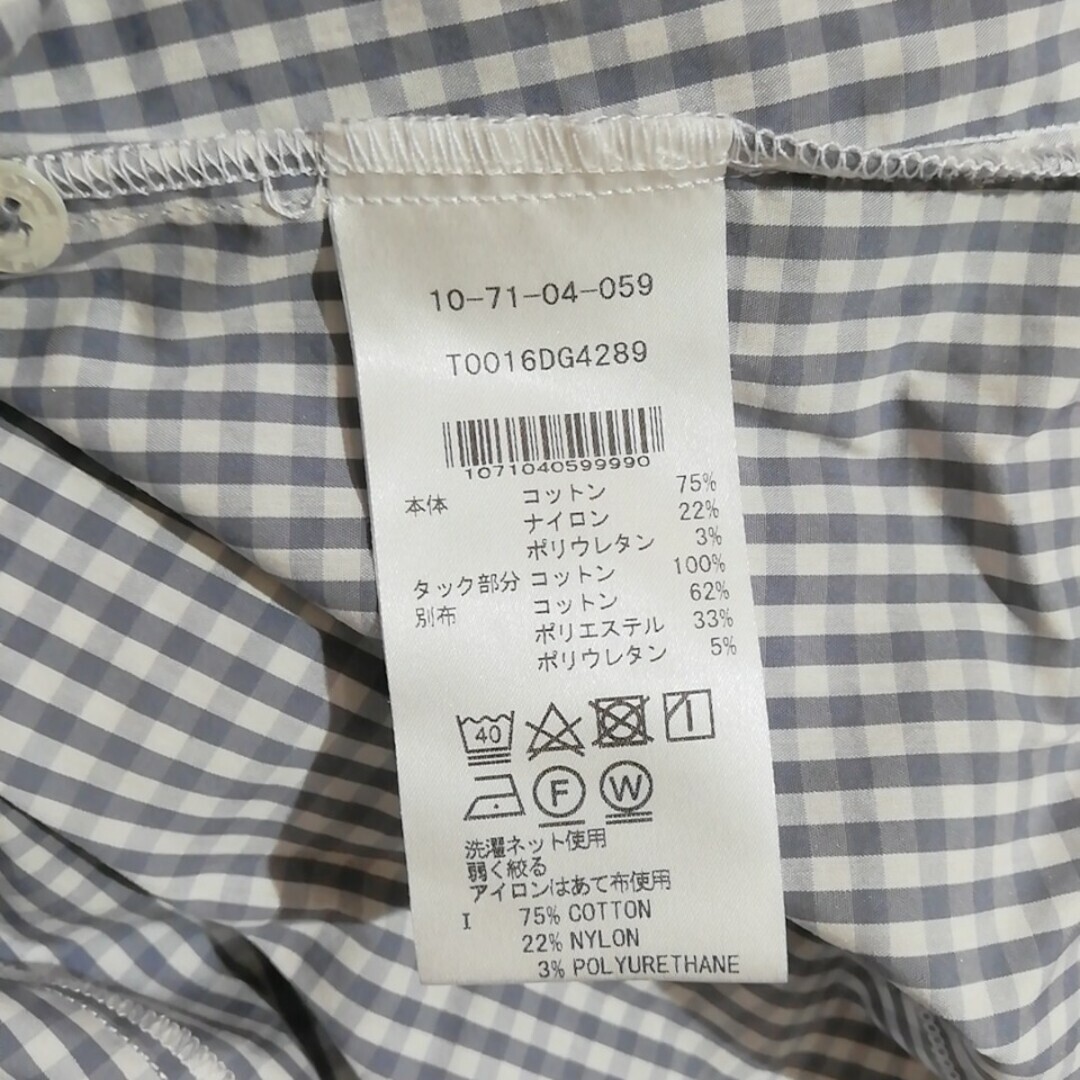 10-71-04-059
T0016DG4289
1071040599990
本体 コットン 75%
ナイロン 22%
ポリウレタン 3%
タック部分 コットン 100%
別布 コットン 62%
ポリエステル 33%
ポリウレタン 5%
40
F W
洗濯ネット使用
弱く絞る
アイロンはあて布使用
I 75% COTTON
22% NYLON
3% POLYURETHANE